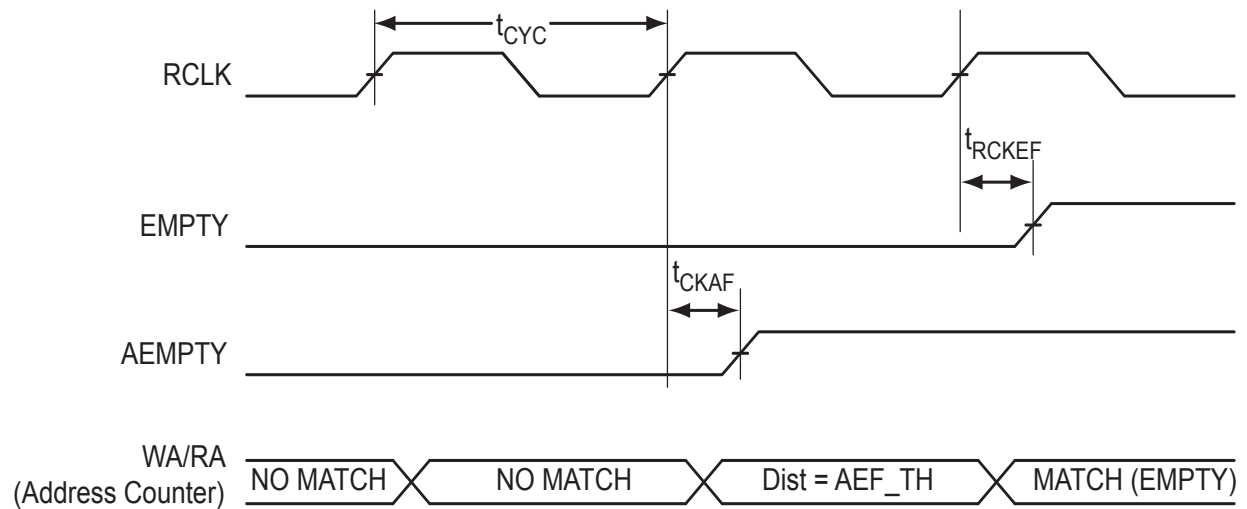 tCYC
RCLK
tRCKEF
EMPTY
tCKAF
AEMPTY
WA/RA
(Address Counter)
NO MATCH
NO MATCH
Dist = AEF_TH
MATCH (EMPTY)